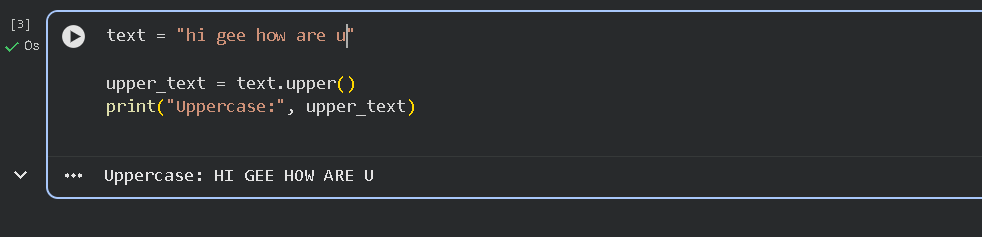 [3]
0s
text = "hi gee how are u"
upper_text = text.upper()
print("Uppercase:", upper_text)
Uppercase: HI GEE HOW ARE U